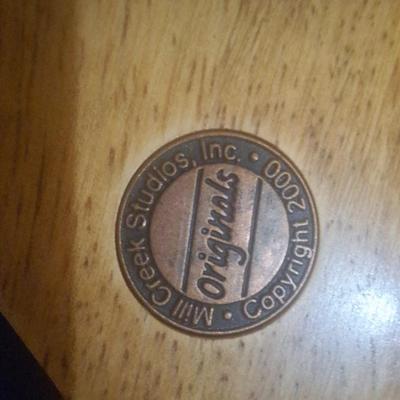 Mill Creek Studios, Inc. • Copyright 2000 •
Originals